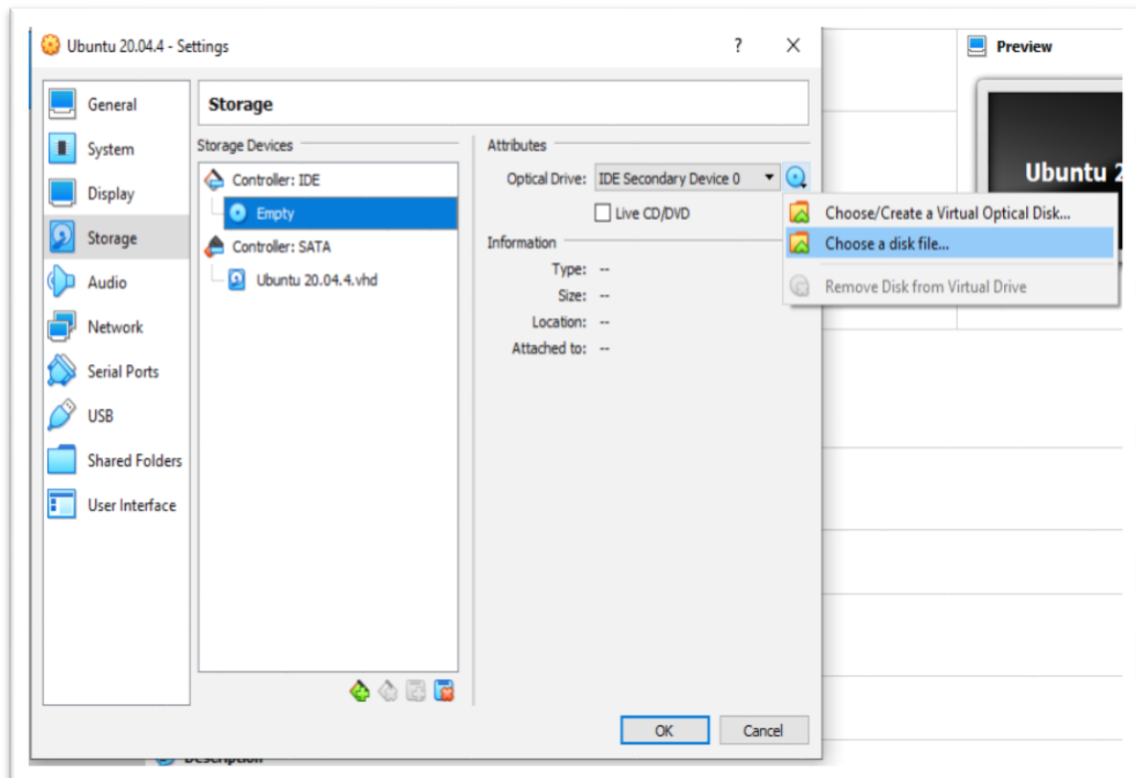 Ubuntu 20.04.4 - Settings
?
Preview
General
System
Display
Storage
Audio
Network
Serial Ports
USB
Shared Folders
User Interface
Storage
Storage Devices
Controller: IDE
Empty
Controller: SATA
Ubuntu 20.04.4.vhd
Attributes
Optical Drive: IDE Secondary Device 0
Live CD/DVD
Information
Type: --
Size: --
Location: --
Attached to: --
Ubuntu 2
Choose/Create a Virtual Optical Disk...
Choose a disk file...
Remove Disk from Virtual Drive
OK
Cancel
Description